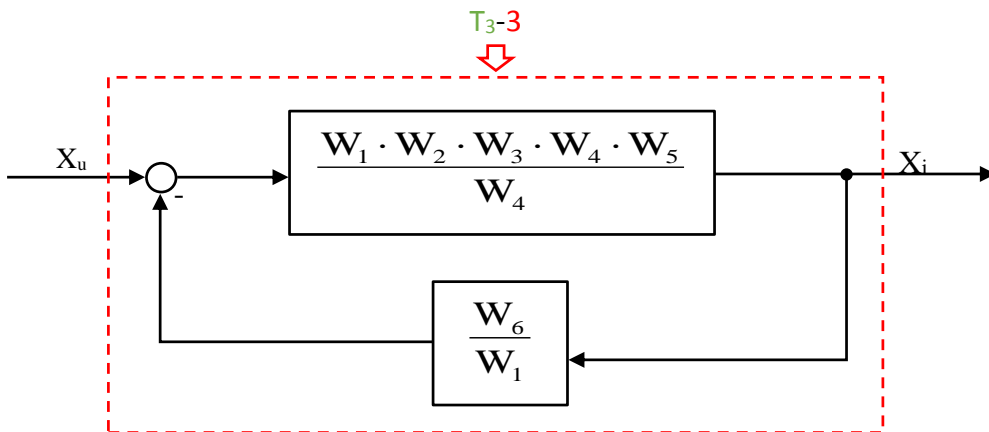 T₃-3
Xᵤ
Xᵢ
-
W₁ · W₂ · W₃ · W₄ · W₅
W₄
W₆
W₁